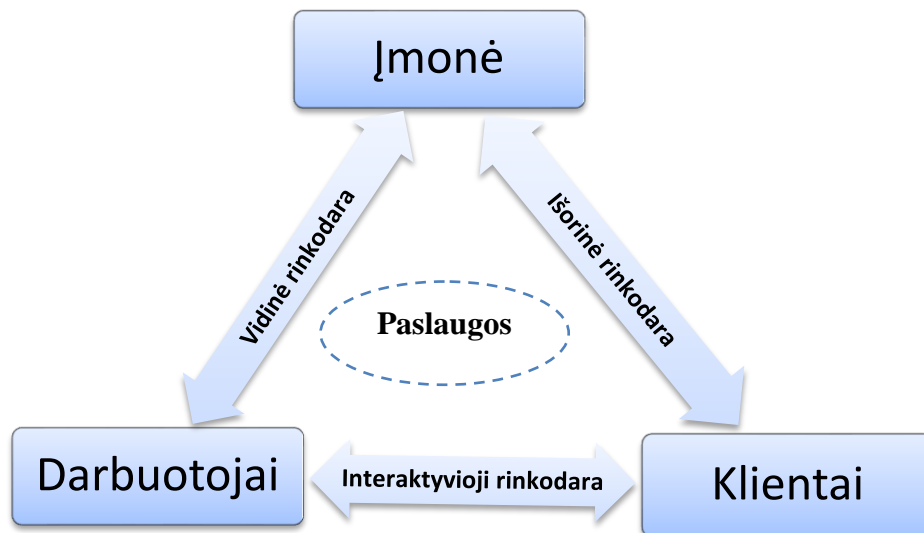 Įmonė
Vidinė rinkodara
Išorinė rinkodara
Paslaugos
Darbuotojai
Interaktyvioji rinkodara
Klientai